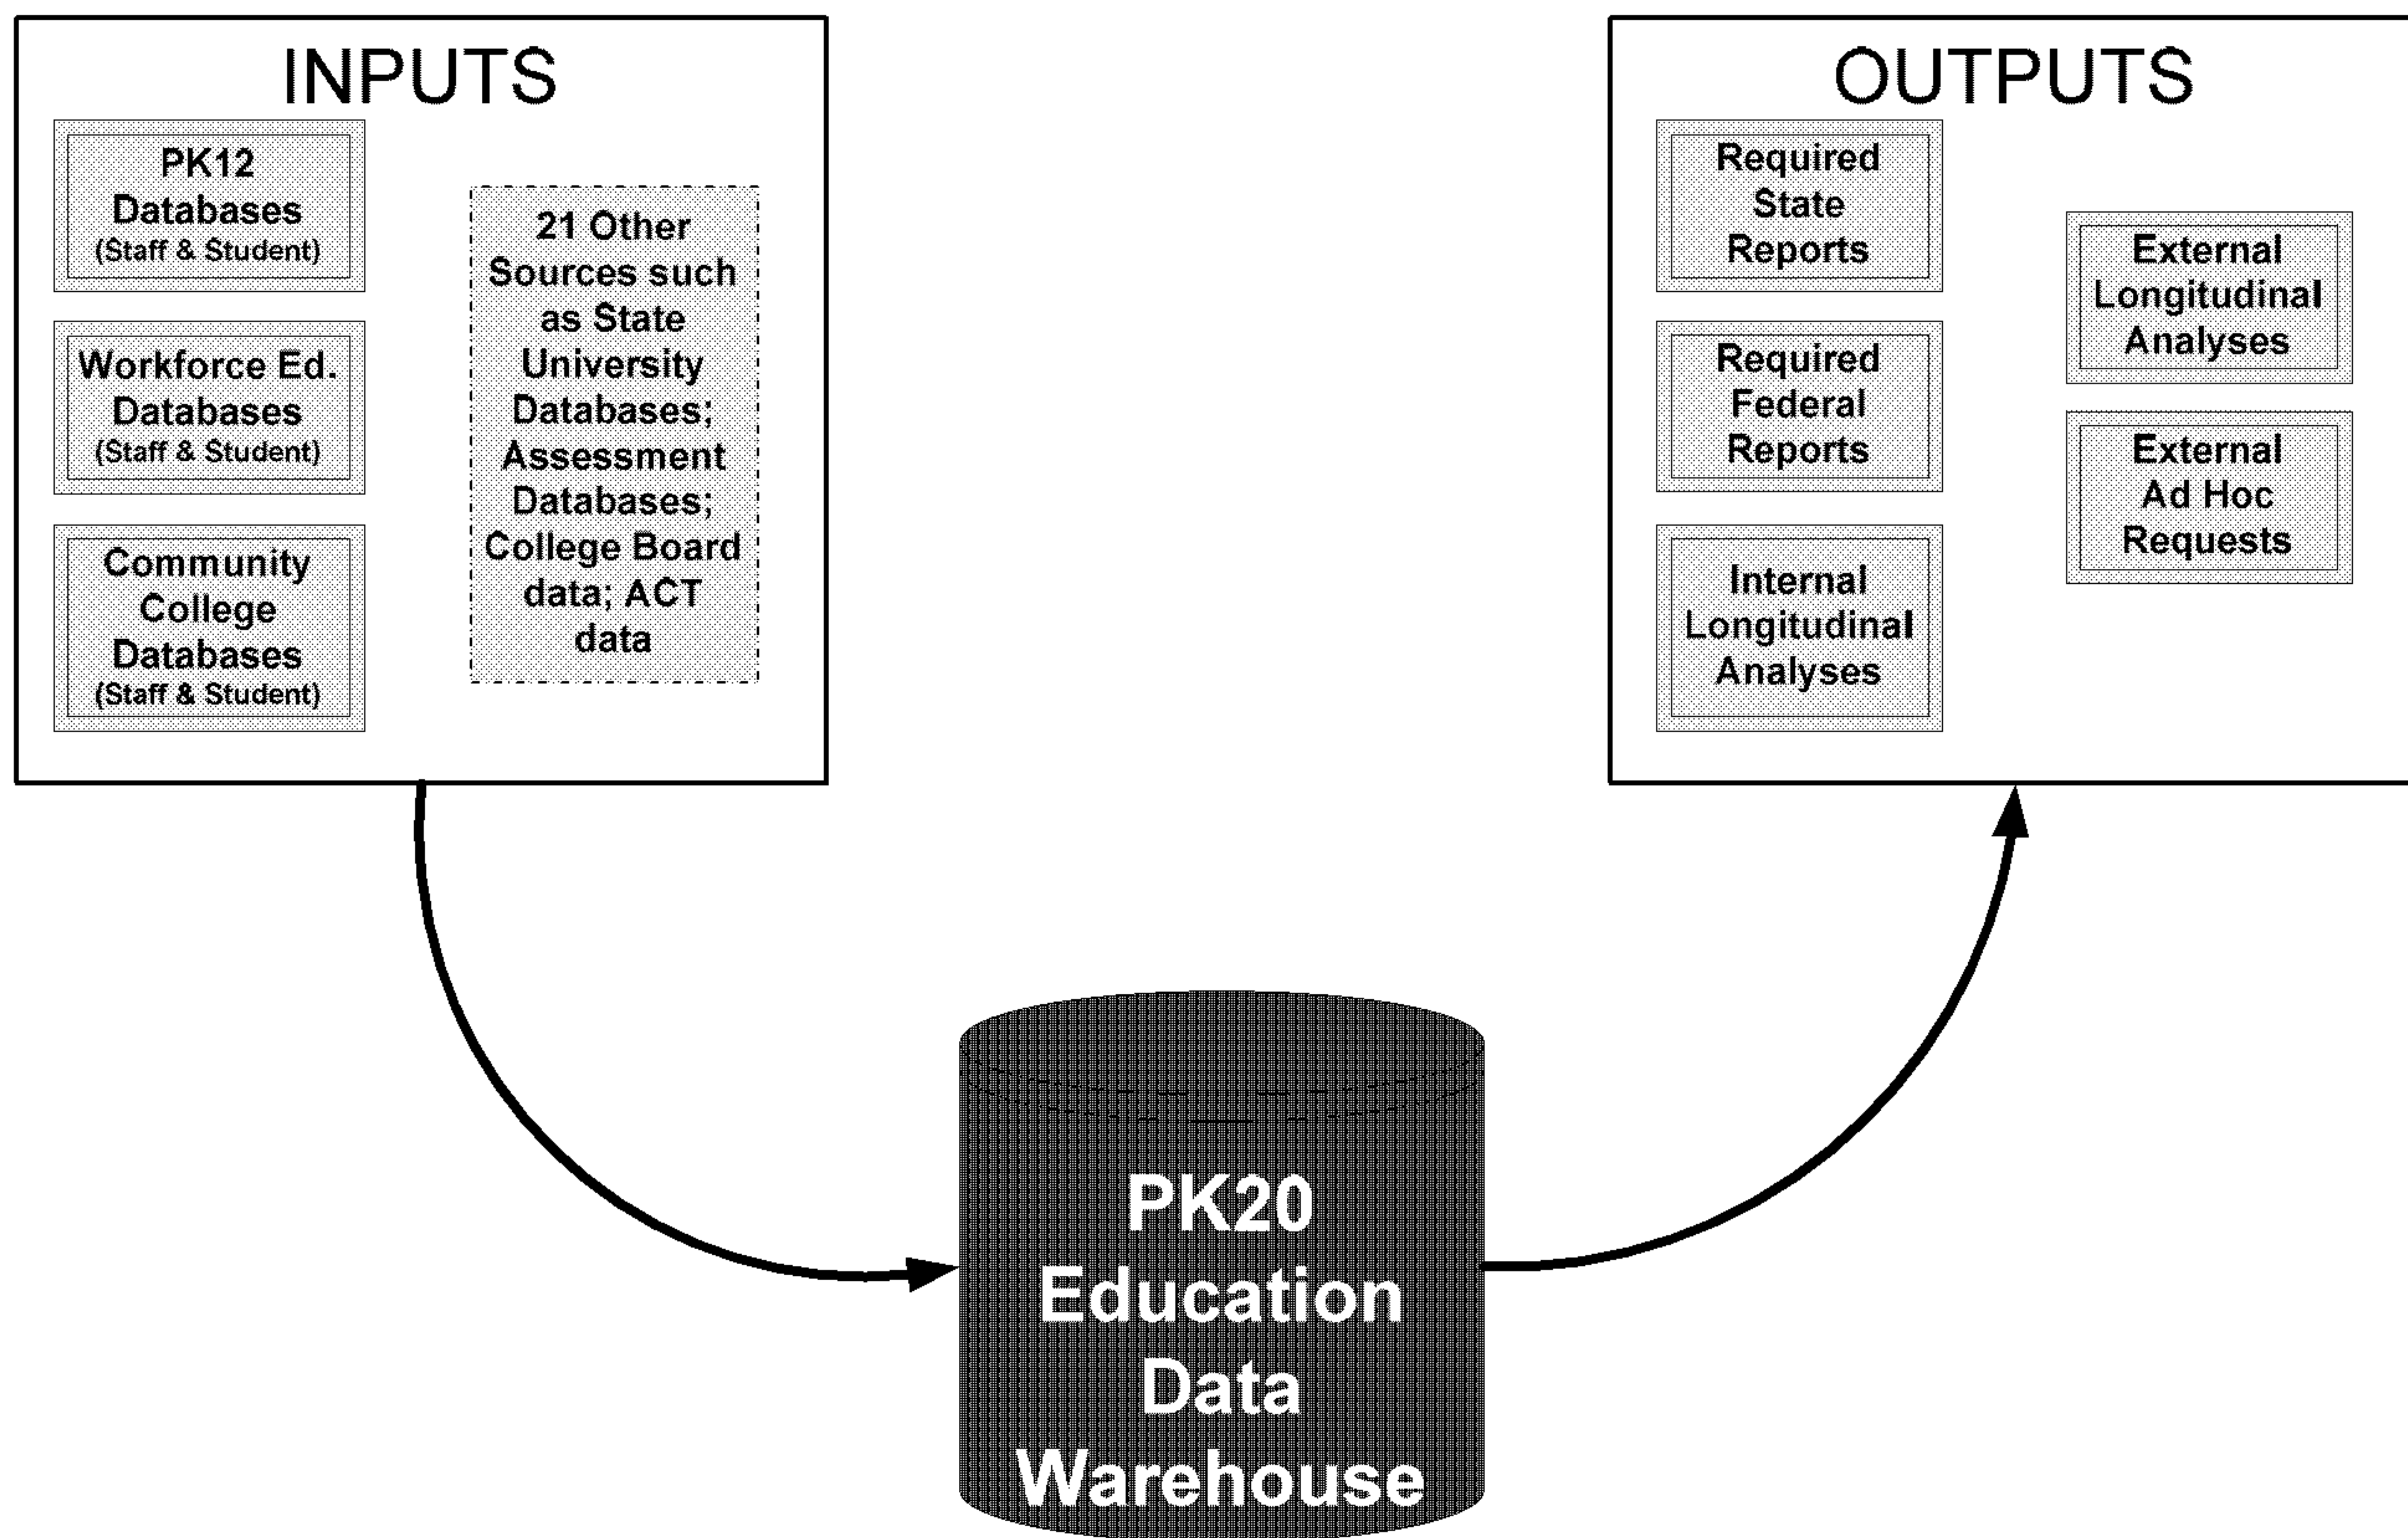 INPUTS
PK12
Databases
(Staff & Student)
Workforce Ed.
Databases
(Staff & Student)
Community
College
Databases
(Staff & Student)
21 Other
Sources such
as State
University
Databases;
Assessment
Databases;
College Board
data; ACT
data
OUTPUTS
Required
State
Reports
Required
Federal
Reports
Internal
Longitudinal
Analyses
External
Longitudinal
Analyses
External
Ad Hoc
Requests
PK20
Education
Data
Warehouse